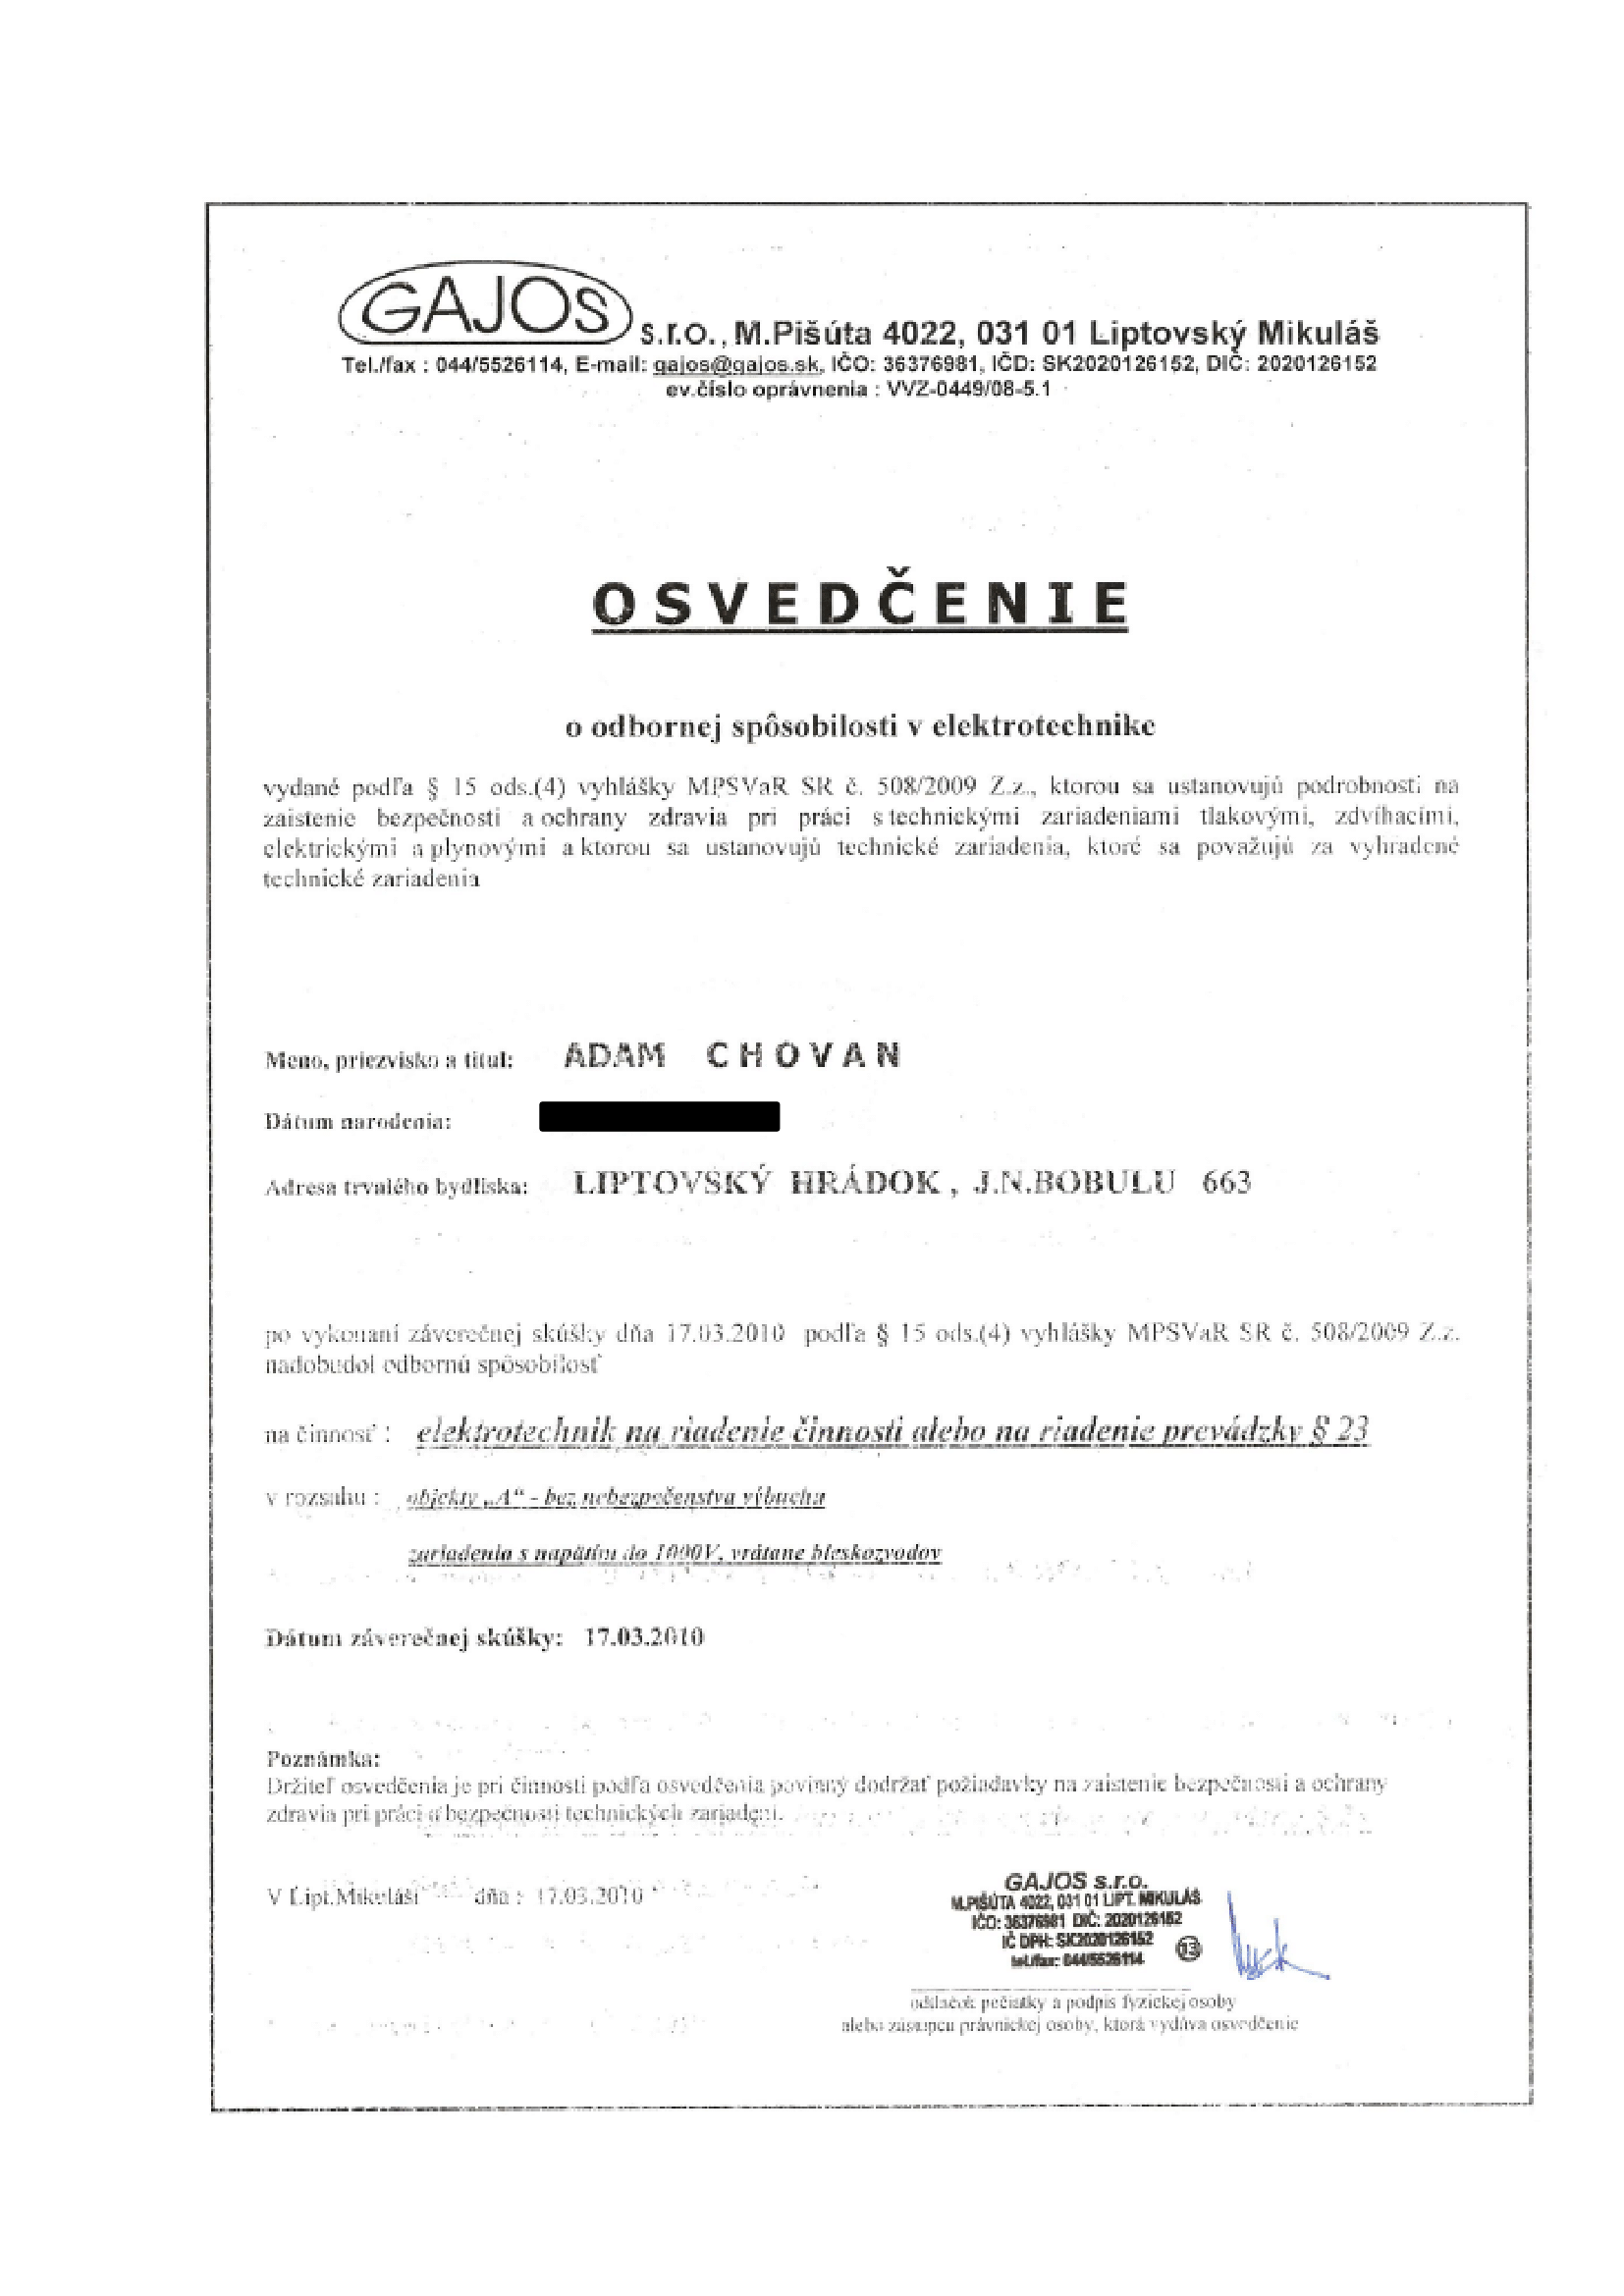 GAJOS s.r.o., M.Pišúta 4022, 031 01 Liptovský Mikuláš
Tel./fax : 044/5526114, E-mail: gajos@gajos.sk, IČO: 36376981, IČD: SK2020126152, DIČ: 2020126152
ev.číslo oprávnenia : VVZ-0449/08-5.1
OSVEDČENIE
o odbornej spôsobilosti v elektrotechnike
vydané podľa § 15 ods.(4) vyhlášky MPSVaR SR č. 508/2009 Z.z., ktorou sa ustanovujú podrobnosti na
zaistenie bezpečnosti a ochrany zdravia pri práci s technickými zariadeniami tlakovými, zdvíhacími,
elektrickými a plynovými a ktorou sa ustanovujú technické zariadenia, ktoré sa považujú za vyhradené
technické zariadenia
Meno, priezvisko a titul: ADAM CHOVAN
Dátum narodenia:
Adresa trvalého bydliska: LIPTOVSKÝ HRÁDOK , J.N.BOBULU 663
po vykonaní záverečnej skúšky dňa 17.03.2010 podľa § 15 ods.(4) vyhlášky MPSVaR SR č. 508/2009 Z.z.
nadobudol odbornú spôsobilosť
na činnosť : elektrotechnik na riadenie činnosti alebo na riadenie prevádzky § 23
v rozsahu : objekty „A“ - bez nebezpečenstva výbucha
zariadenia s napätím do 1000V, vrátane bleskozvodov
Dátum záverečnej skúšky: 17.03.2010
Poznámka:
Držiteľ osvedčenia je pri činnosti podľa osvedčenia povinný dodržať požiadavky na zaistenie bezpečnosti a ochrany
zdravia pri práci a bezpečnosti technických zariadení.
V Lipt.Mikuláši dňa : 17.03.2010
GAJOS s.r.o.
M.PIŠÚTA 4022, 031 01 LIPT. MIKULÁŠ
IČO: 36376981 DIČ: 2020126152
IČ DPH: SK2020126152
tel./fax: 044/5526114
13
odtlačok pečiatky a podpis fyzickej osoby
alebo zástupcu právnickej osoby, ktorá vydáva osvedčenie